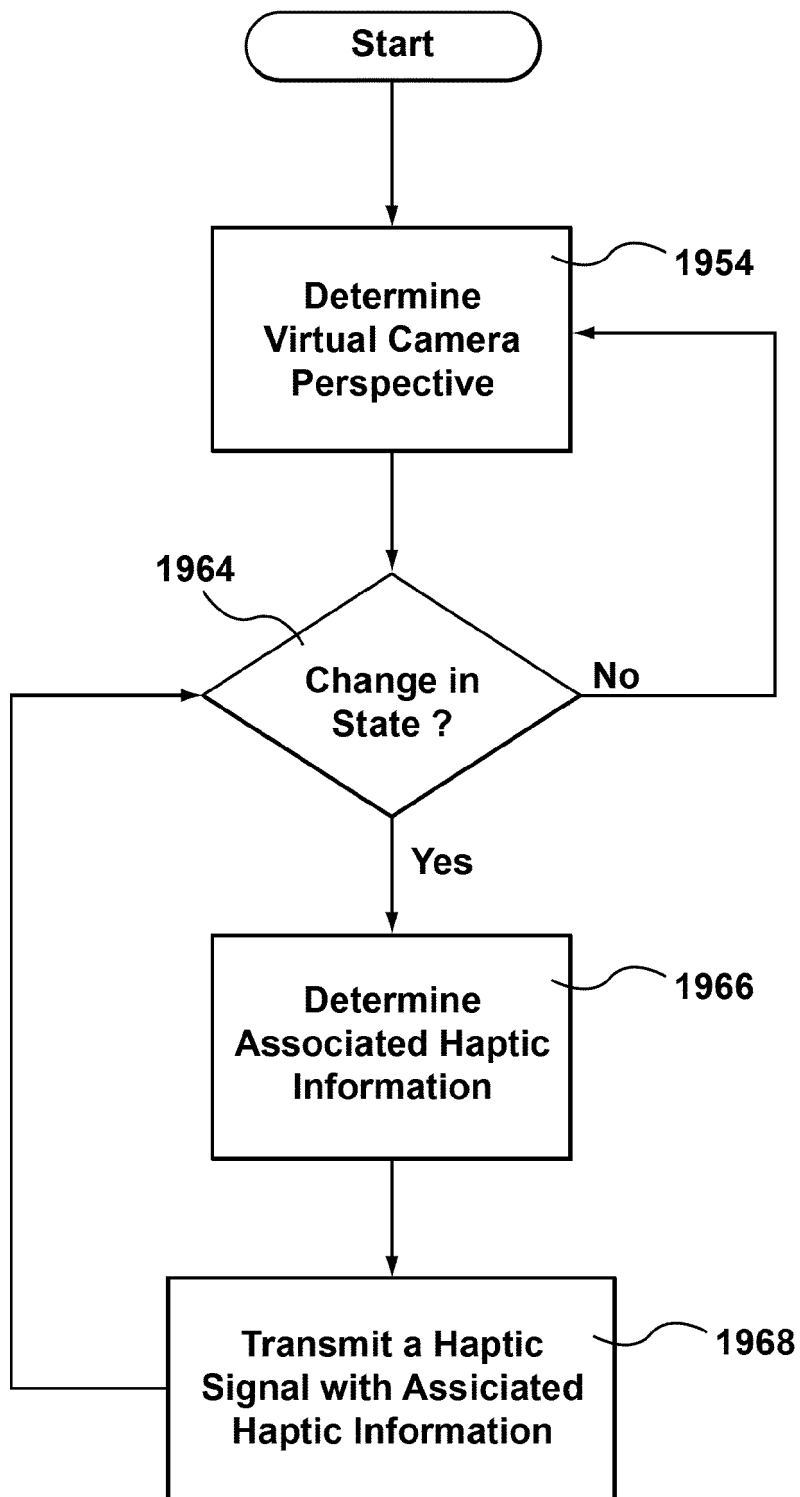 Start
1954
Determine
Virtual Camera
Perspective
1964
Change in
State ?
No
Yes
1966
Determine
Associated Haptic
Information
1968
Transmit a Haptic
Signal with Assiciated
Haptic Information